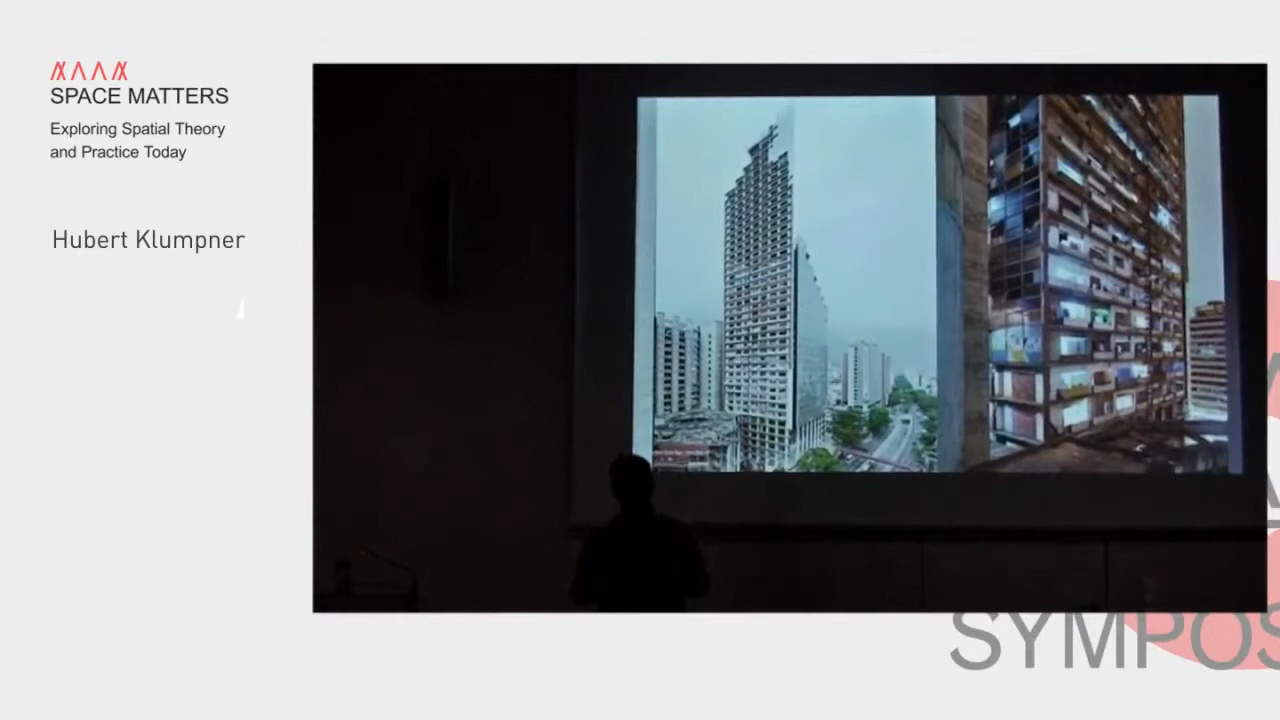 SPACE MATTERS
Exploring Spatial Theory
and Practice Today
Hubert Klumpner
SYMPOS